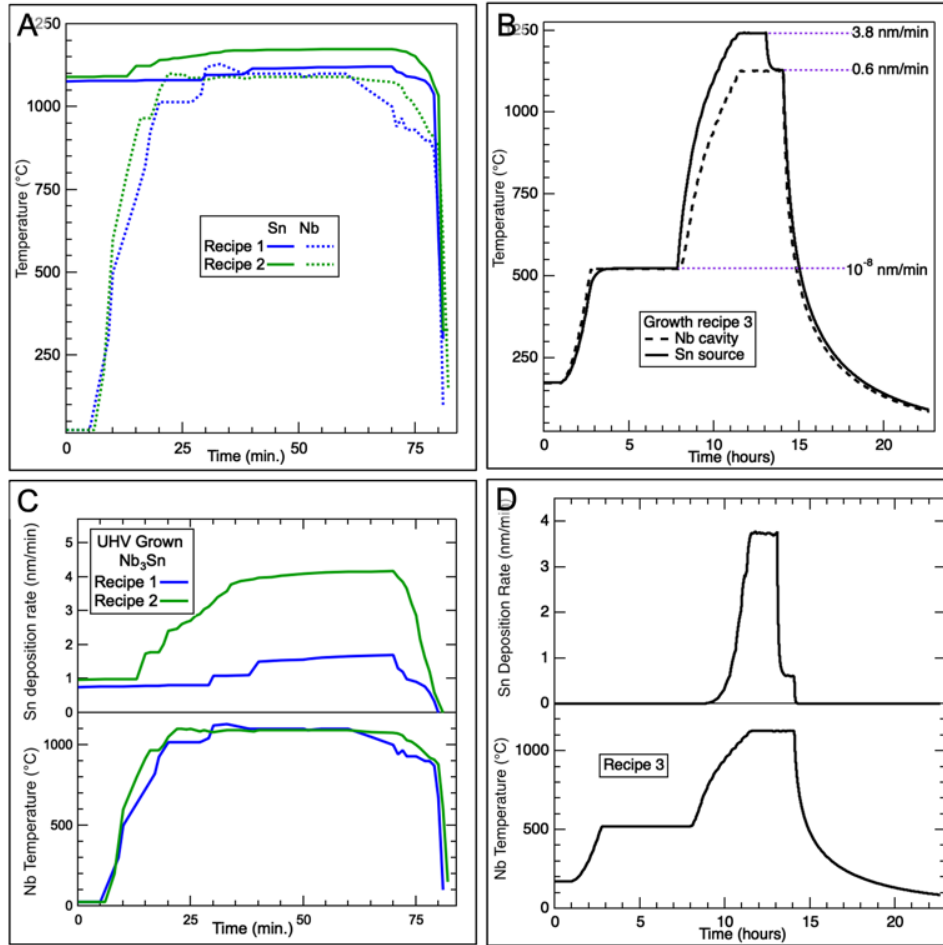 A
1250
1000
750
500
250
0
Temperature (°C)
0 25 50 75
Time (min.)
Sn Nb
Recipe 1
Recipe 2
B
1250
1000
750
500
250
Temperature (°C)
0 5 10 15 20
Time (hours)
3.8 nm/min
0.6 nm/min
10⁻⁸ nm/min
Growth recipe 3
Nb cavity
Sn source
C
UHV Grown
Nb₃Sn
Recipe 1
Recipe 2
5
4
3
2
1
0
Sn deposition rate (nm/min)
1000
500
0
Nb Temperature (°C)
0 25 50 75
Time (min.)
D
4
3
2
1
0
Sn Deposition Rate (nm/min)
1000
500
0
Nb Temperature (°C)
Recipe 3
0 5 10 15 20
Time (hours)